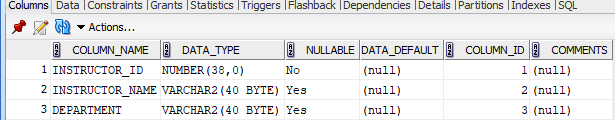 Columns Data Constraints Grants Statistics Triggers Flashback Dependencies Details Partitions Indexes SQL
Actions...
COLUMN_NAME DATA_TYPE NULLABLE DATA_DEFAULT COLUMN_ID COMMENTS
1 INSTRUCTOR_ID NUMBER(38,0) No (null) 1 (null)
2 INSTRUCTOR_NAME VARCHAR2(40 BYTE) Yes (null) 2 (null)
3 DEPARTMENT VARCHAR2(40 BYTE) Yes (null) 3 (null)